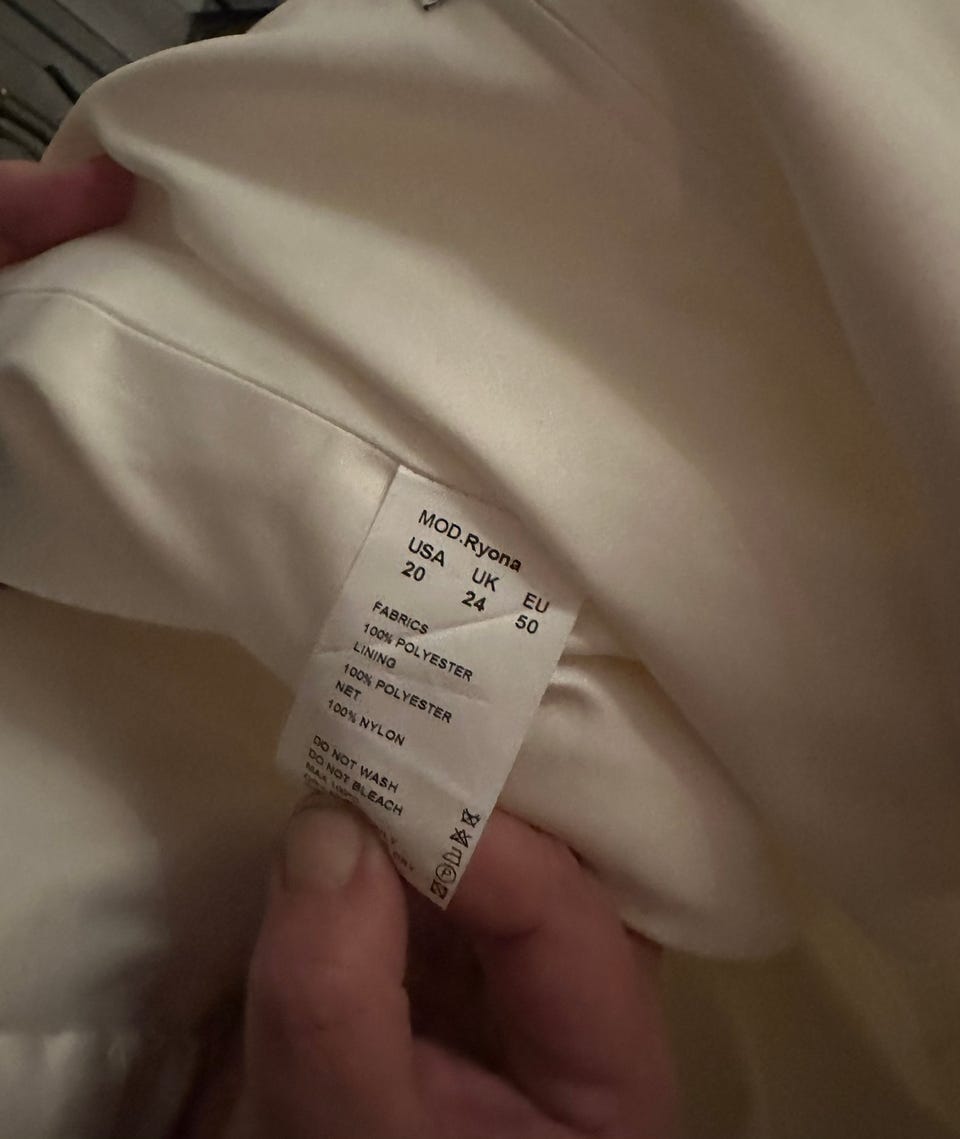 MOD.Ryona
USA UK EU
20 24 50
FABRICS
100% POLYESTER
LINING
100% POLYESTER
NET
100% NYLON
DO NOT WASH
DO NOT BLEACH
P